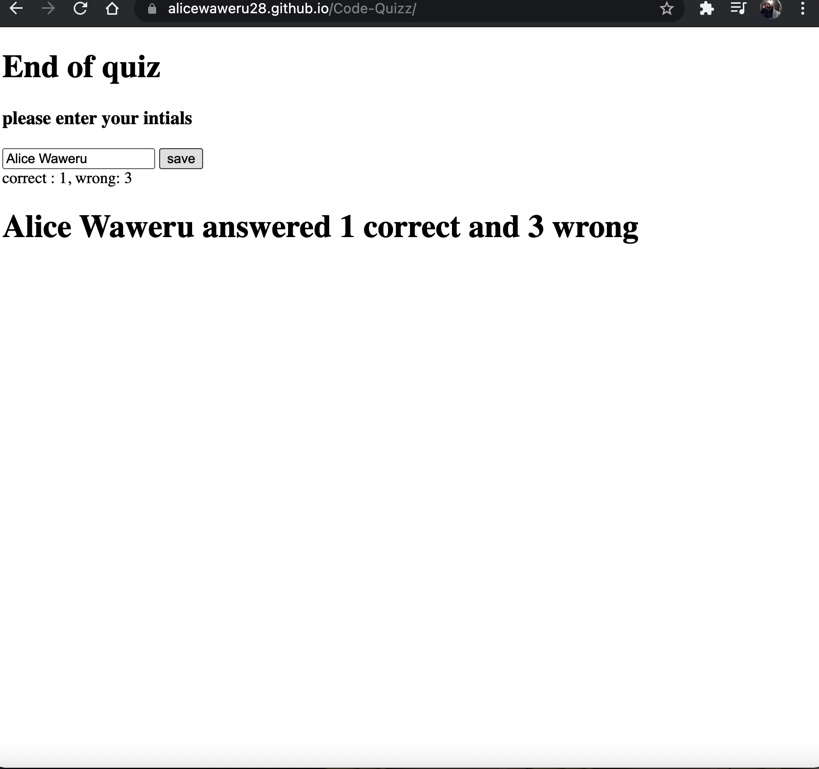 alicewaweru28.github.io/Code-Quizz/
End of quiz
please enter your intials
Alice Waweru save
correct : 1, wrong: 3
Alice Waweru answered 1 correct and 3 wrong